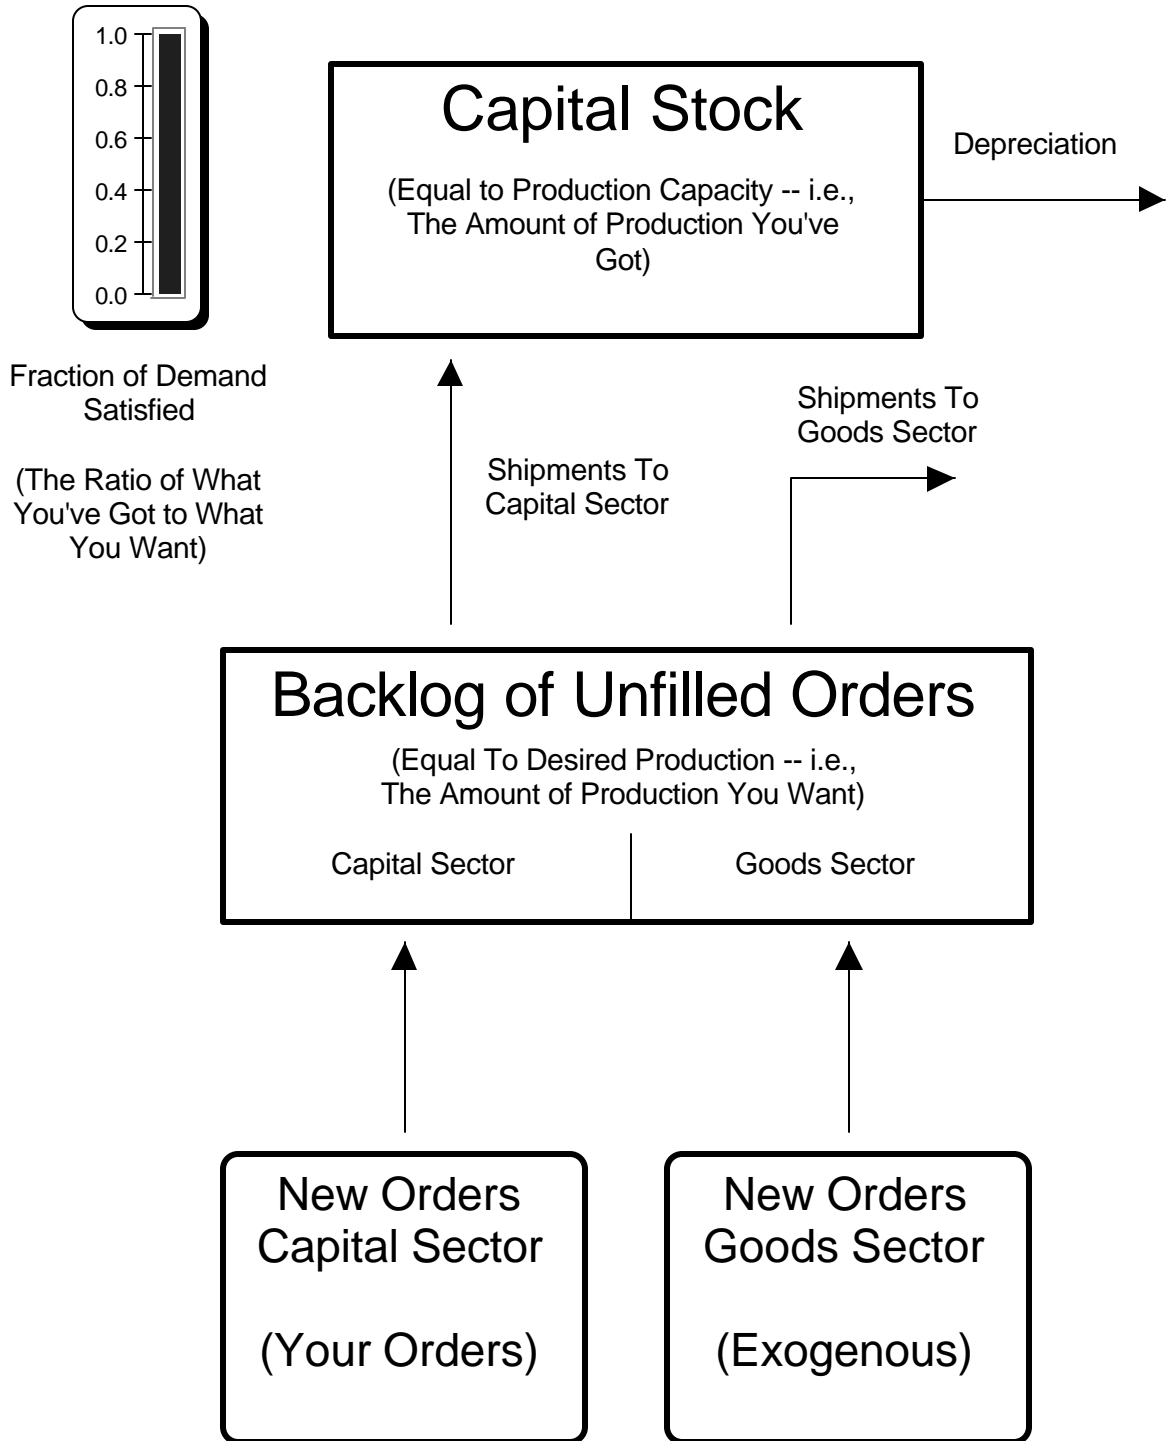 1.0
0.8
0.6
0.4
0.2
0.0
Fraction of Demand
Satisfied
(The Ratio of What
You've Got to What
You Want)
Capital Stock
(Equal to Production Capacity -- i.e.,
The Amount of Production You've
Got)
Depreciation
Shipments To
Capital Sector
Shipments To
Goods Sector
Backlog of Unfilled Orders
(Equal To Desired Production -- i.e.,
The Amount of Production You Want)
Capital Sector
Goods Sector
New Orders
Capital Sector
(Your Orders)
New Orders
Goods Sector
(Exogenous)